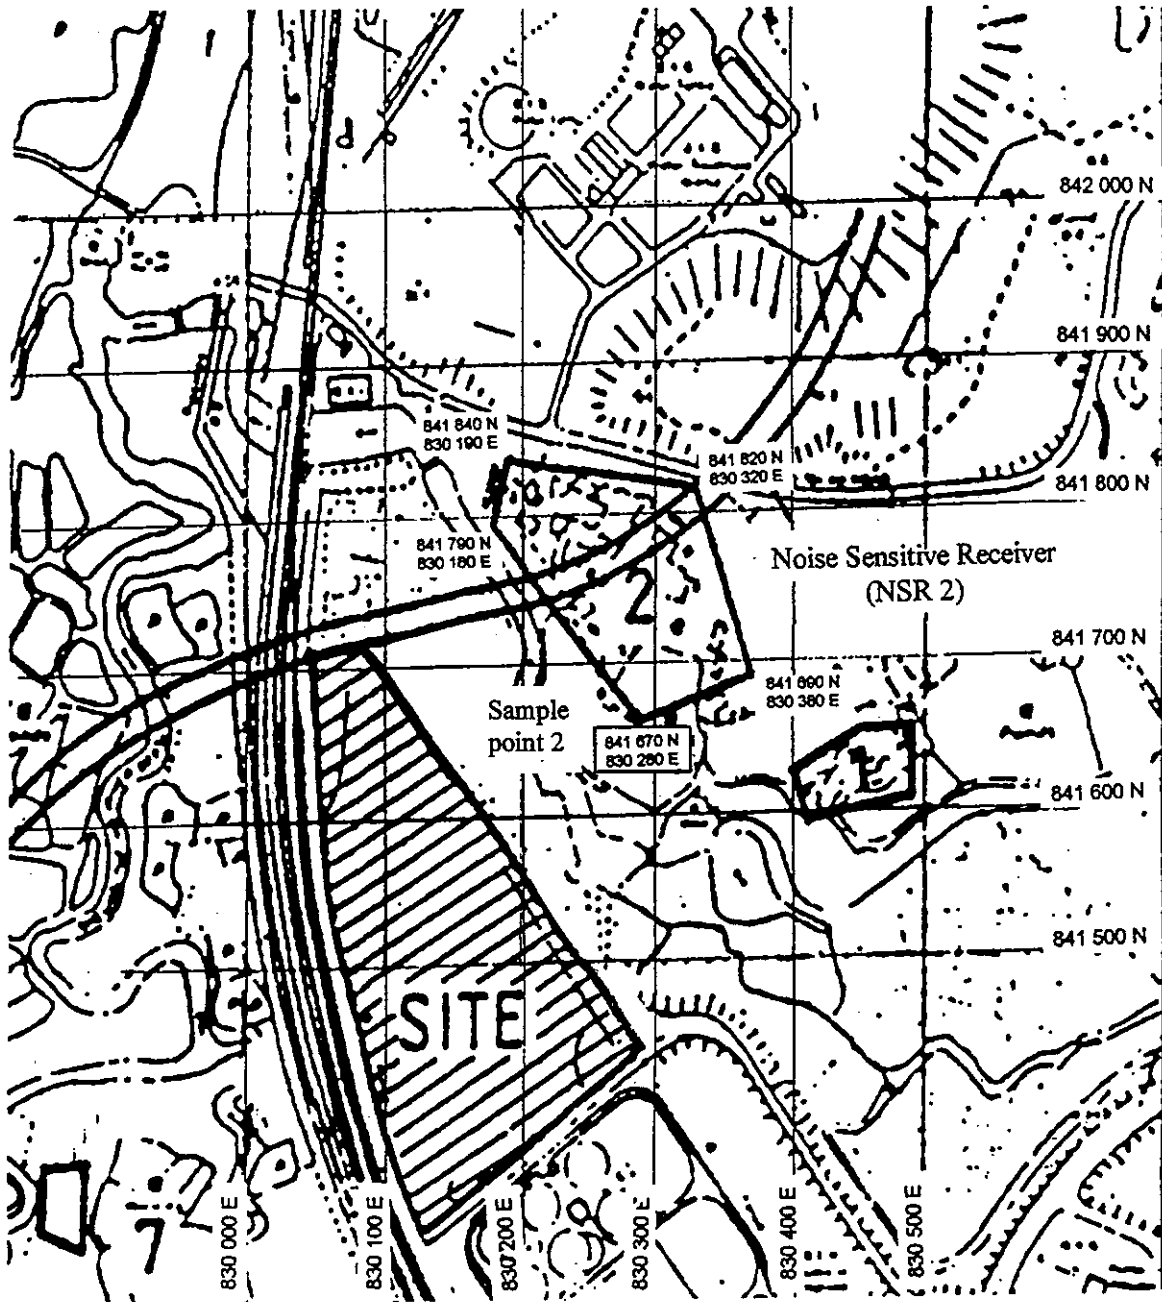 842 000 N
841 900 N
841 840 N
830 190 E
841 820 N
830 320 E
841 800 N
841 790 N
830 180 E
Noise Sensitive Receiver
(NSR 2)
2
841 700 N
841 690 N
830 380 E
Sample
point 2
841 670 N
830 280 E
1
841 600 N
841 500 N
SITE
7
830 000 E
830 100 E
830 200 E
830 300 E
830 400 E
830 500 E